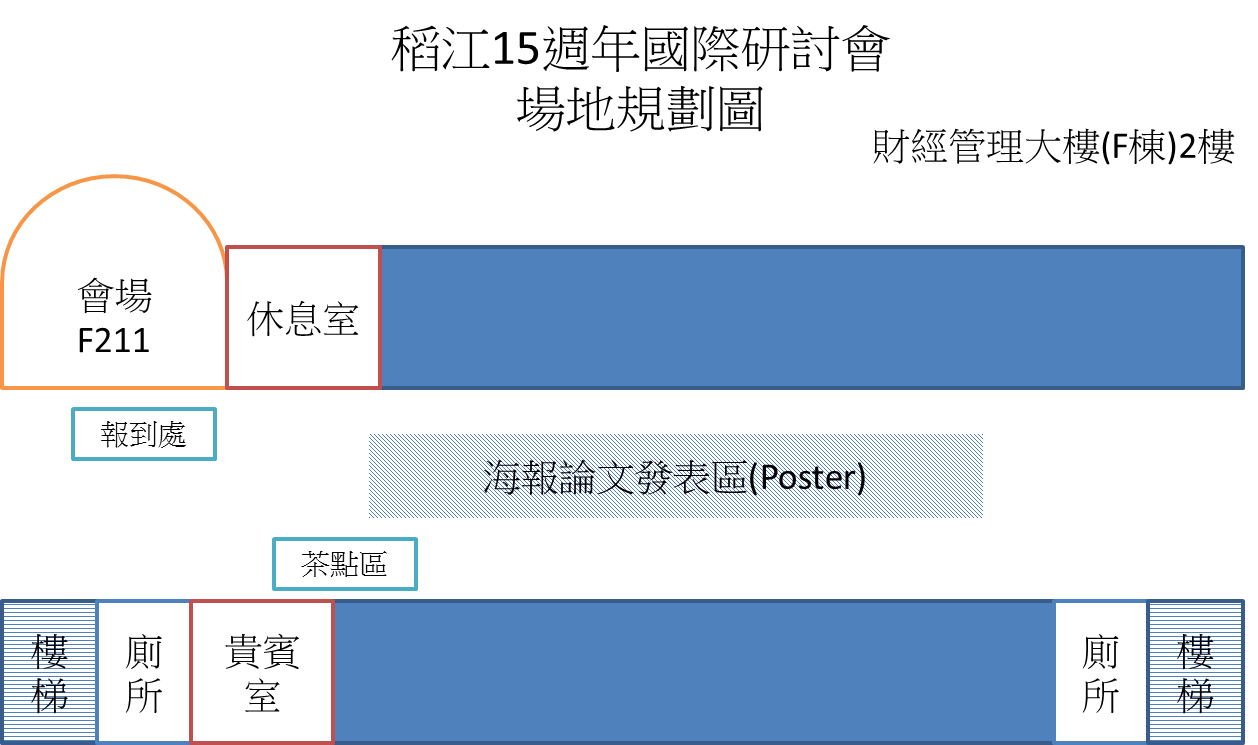 稻江15週年國際研討會
場地規劃圖
財經管理大樓(F棟)2樓
會場
F211
休息室
報到處
海報論文發表區(Poster)
茶點區
樓
梯
廁
所
貴賓
室
廁
所
樓
梯